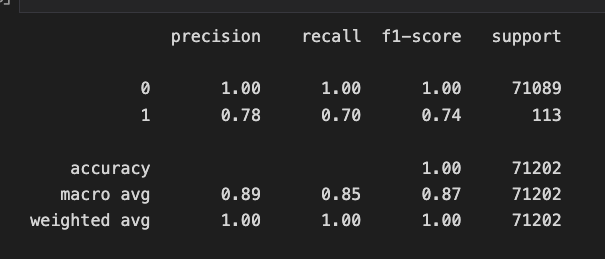 precision recall f1-score support
0 1.00 1.00 1.00 71089
1 0.78 0.70 0.74 113
accuracy 1.00 71202
macro avg 0.89 0.85 0.87 71202
weighted avg 1.00 1.00 1.00 71202